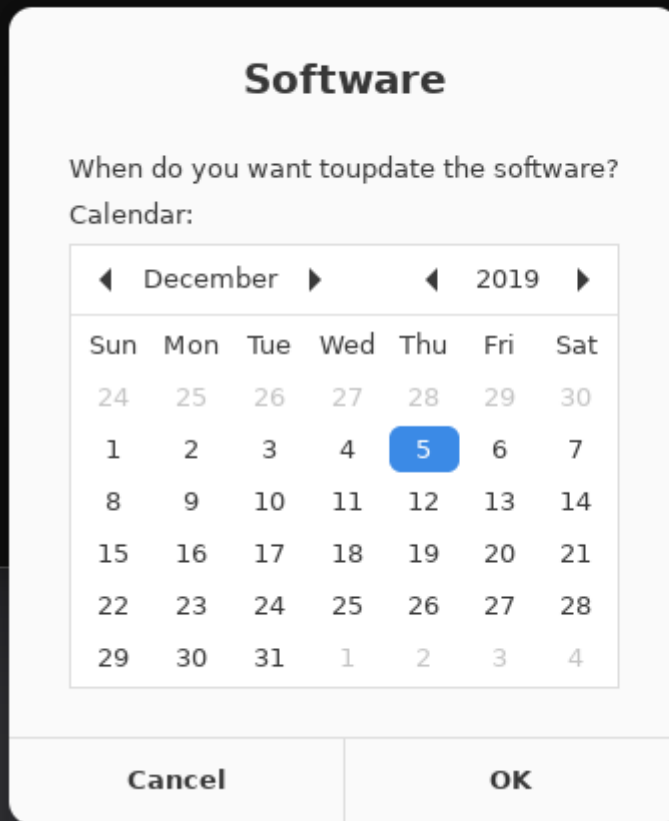 Software
When do you want toupdate the software?
Calendar:
December 2019
Sun Mon Tue Wed Thu Fri Sat
24 25 26 27 28 29 30
1 2 3 4 5 6 7
8 9 10 11 12 13 14
15 16 17 18 19 20 21
22 23 24 25 26 27 28
29 30 31 1 2 3 4
Cancel OK